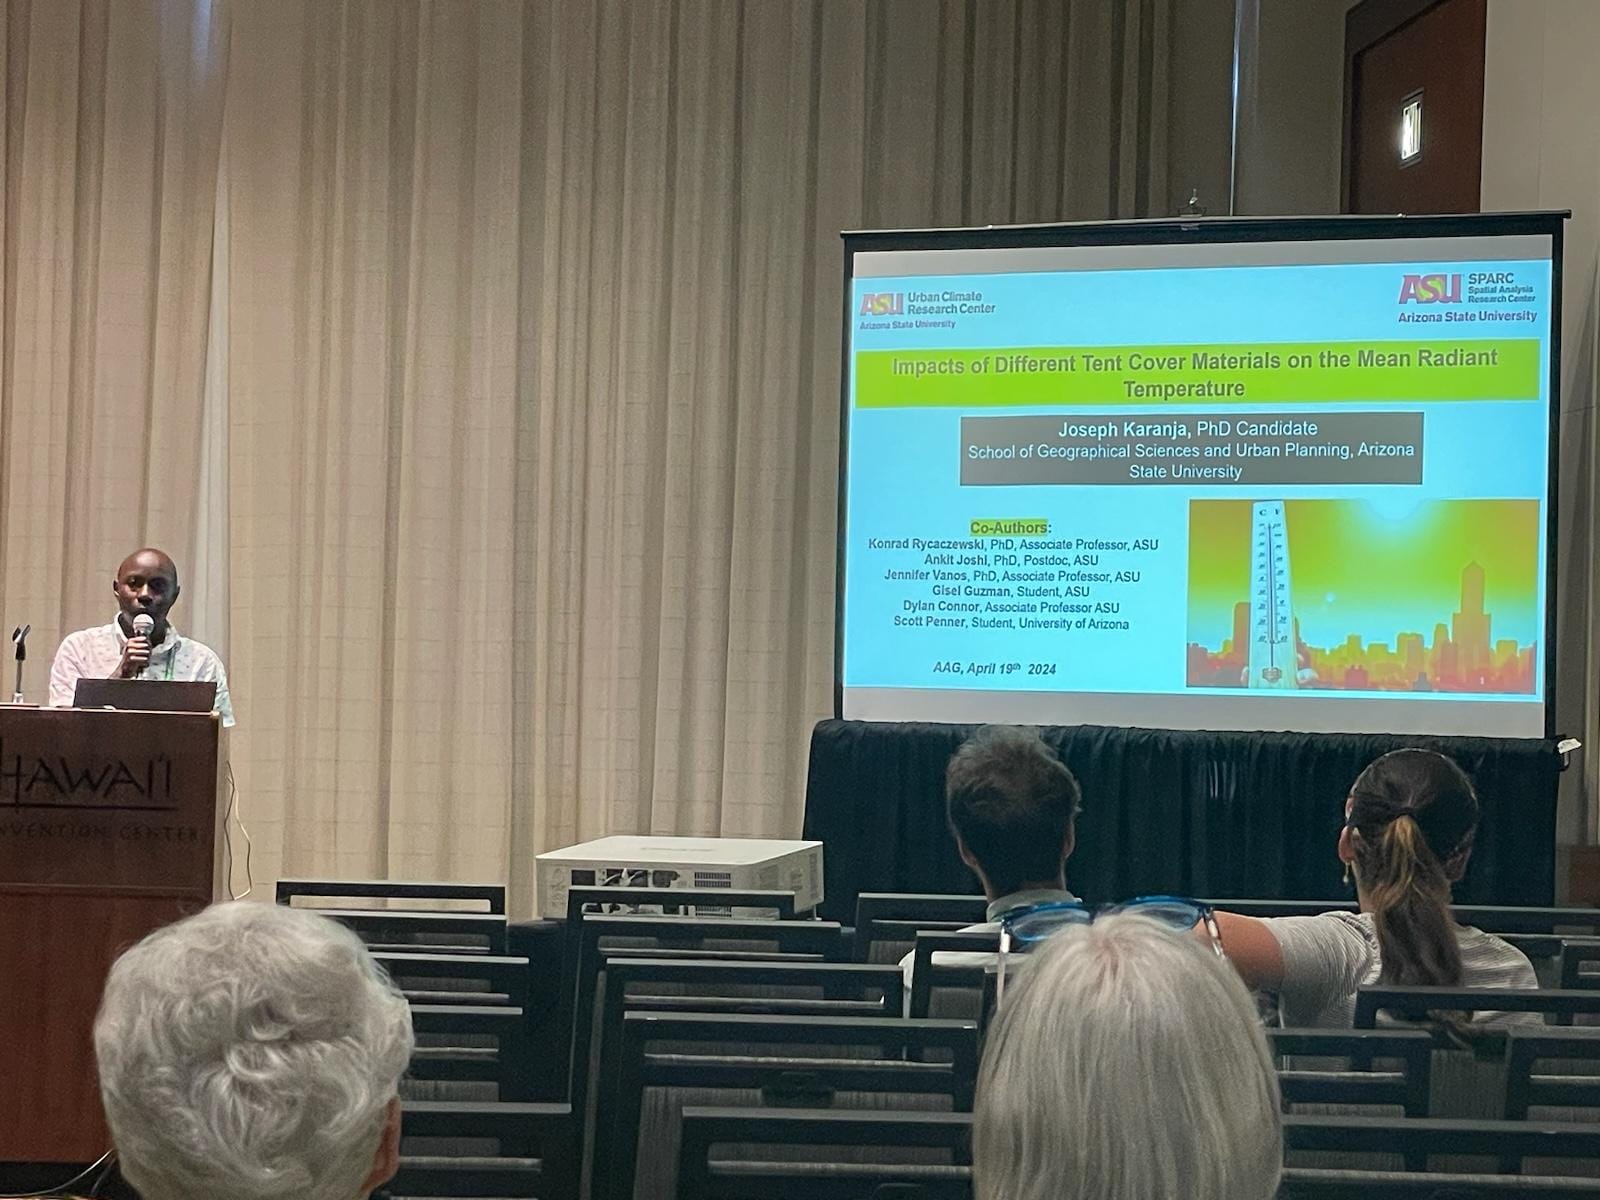 ASU Urban Climate
Research Center
Arizona State University
ASU SPARC
Spatial Analysis
Research Center
Arizona State University
Impacts of Different Tent Cover Materials on the Mean Radiant
Temperature
Joseph Karanja, PhD Candidate
School of Geographical Sciences and Urban Planning, Arizona
State University
Co-Authors:
Konrad Rycaczewski, PhD, Associate Professor, ASU
Ankit Joshi, PhD, Postdoc, ASU
Jennifer Vanos, PhD, Associate Professor, ASU
Gisel Guzman, Student, ASU
Dylan Connor, Associate Professor ASU
Scott Penner, Student, University of Arizona
AAG, April 19th 2024
C F
HAWAI'I
NVENTION CENTER